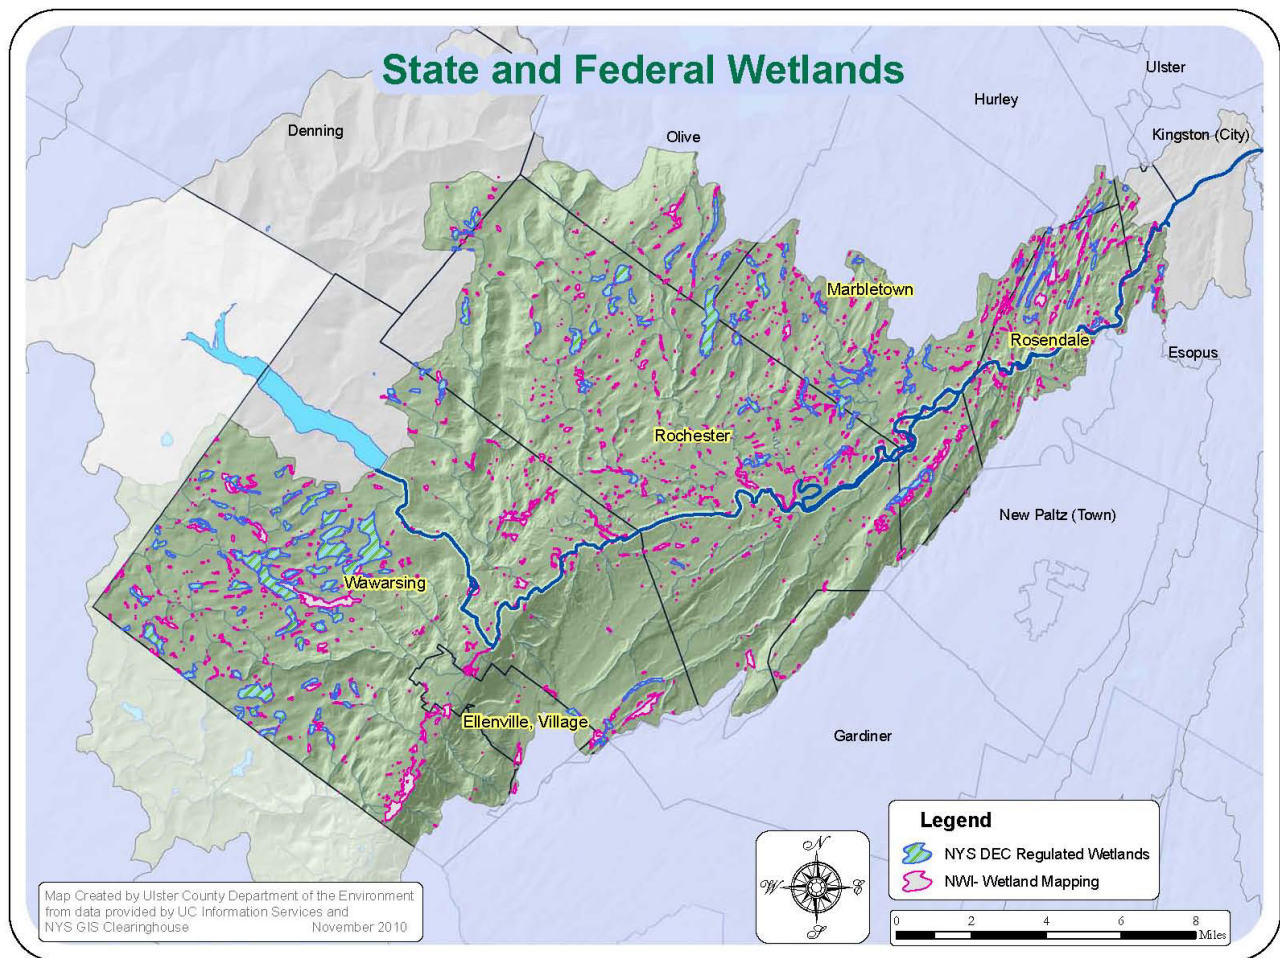 State and Federal Wetlands
Ulster
Hurley
Denning
Olive
Kingston (City)
Marbletown
Rosendale
Esopus
Rochester
New Paltz (Town)
Wawarsing
Ellenville, Village
Gardiner
Legend
NYS DEC Regulated Wetlands
NWI- Wetland Mapping
N
W E
S
0 2 4 6 8
Miles
Map Created by Ulster County Department of the Environment
from data provided by UC Information Services and
NYS GIS Clearinghouse November 2010